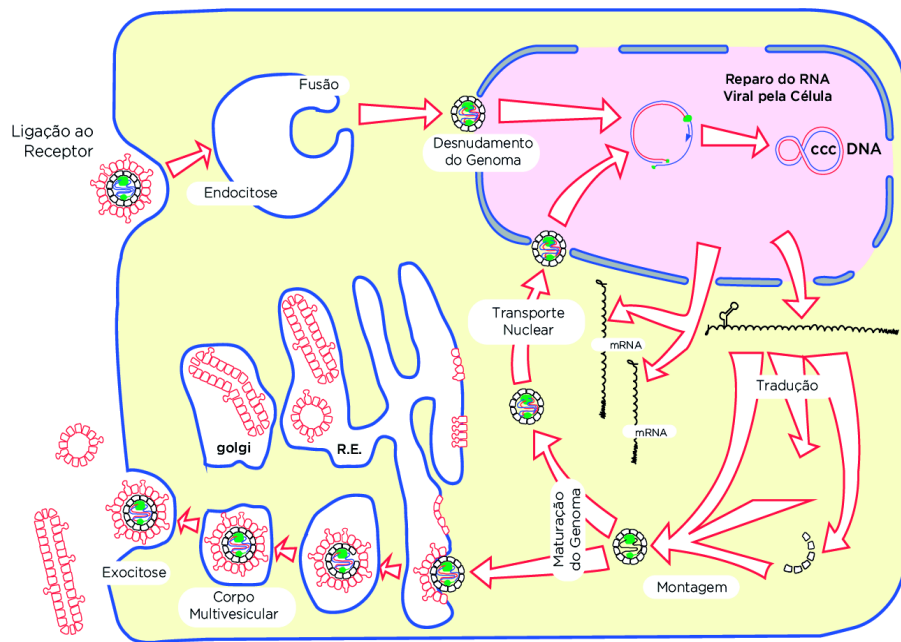 Ligação ao
Receptor
Fusão
Endocitose
Desnudamento
do Genoma
Reparo do RNA
Viral pela Célula
ccc DNA
Transporte
Nuclear
mRNA
mRNA
Tradução
golgi
R.E.
Maturação
do Genoma
Montagem
Exocitose
Corpo
Multivesicular